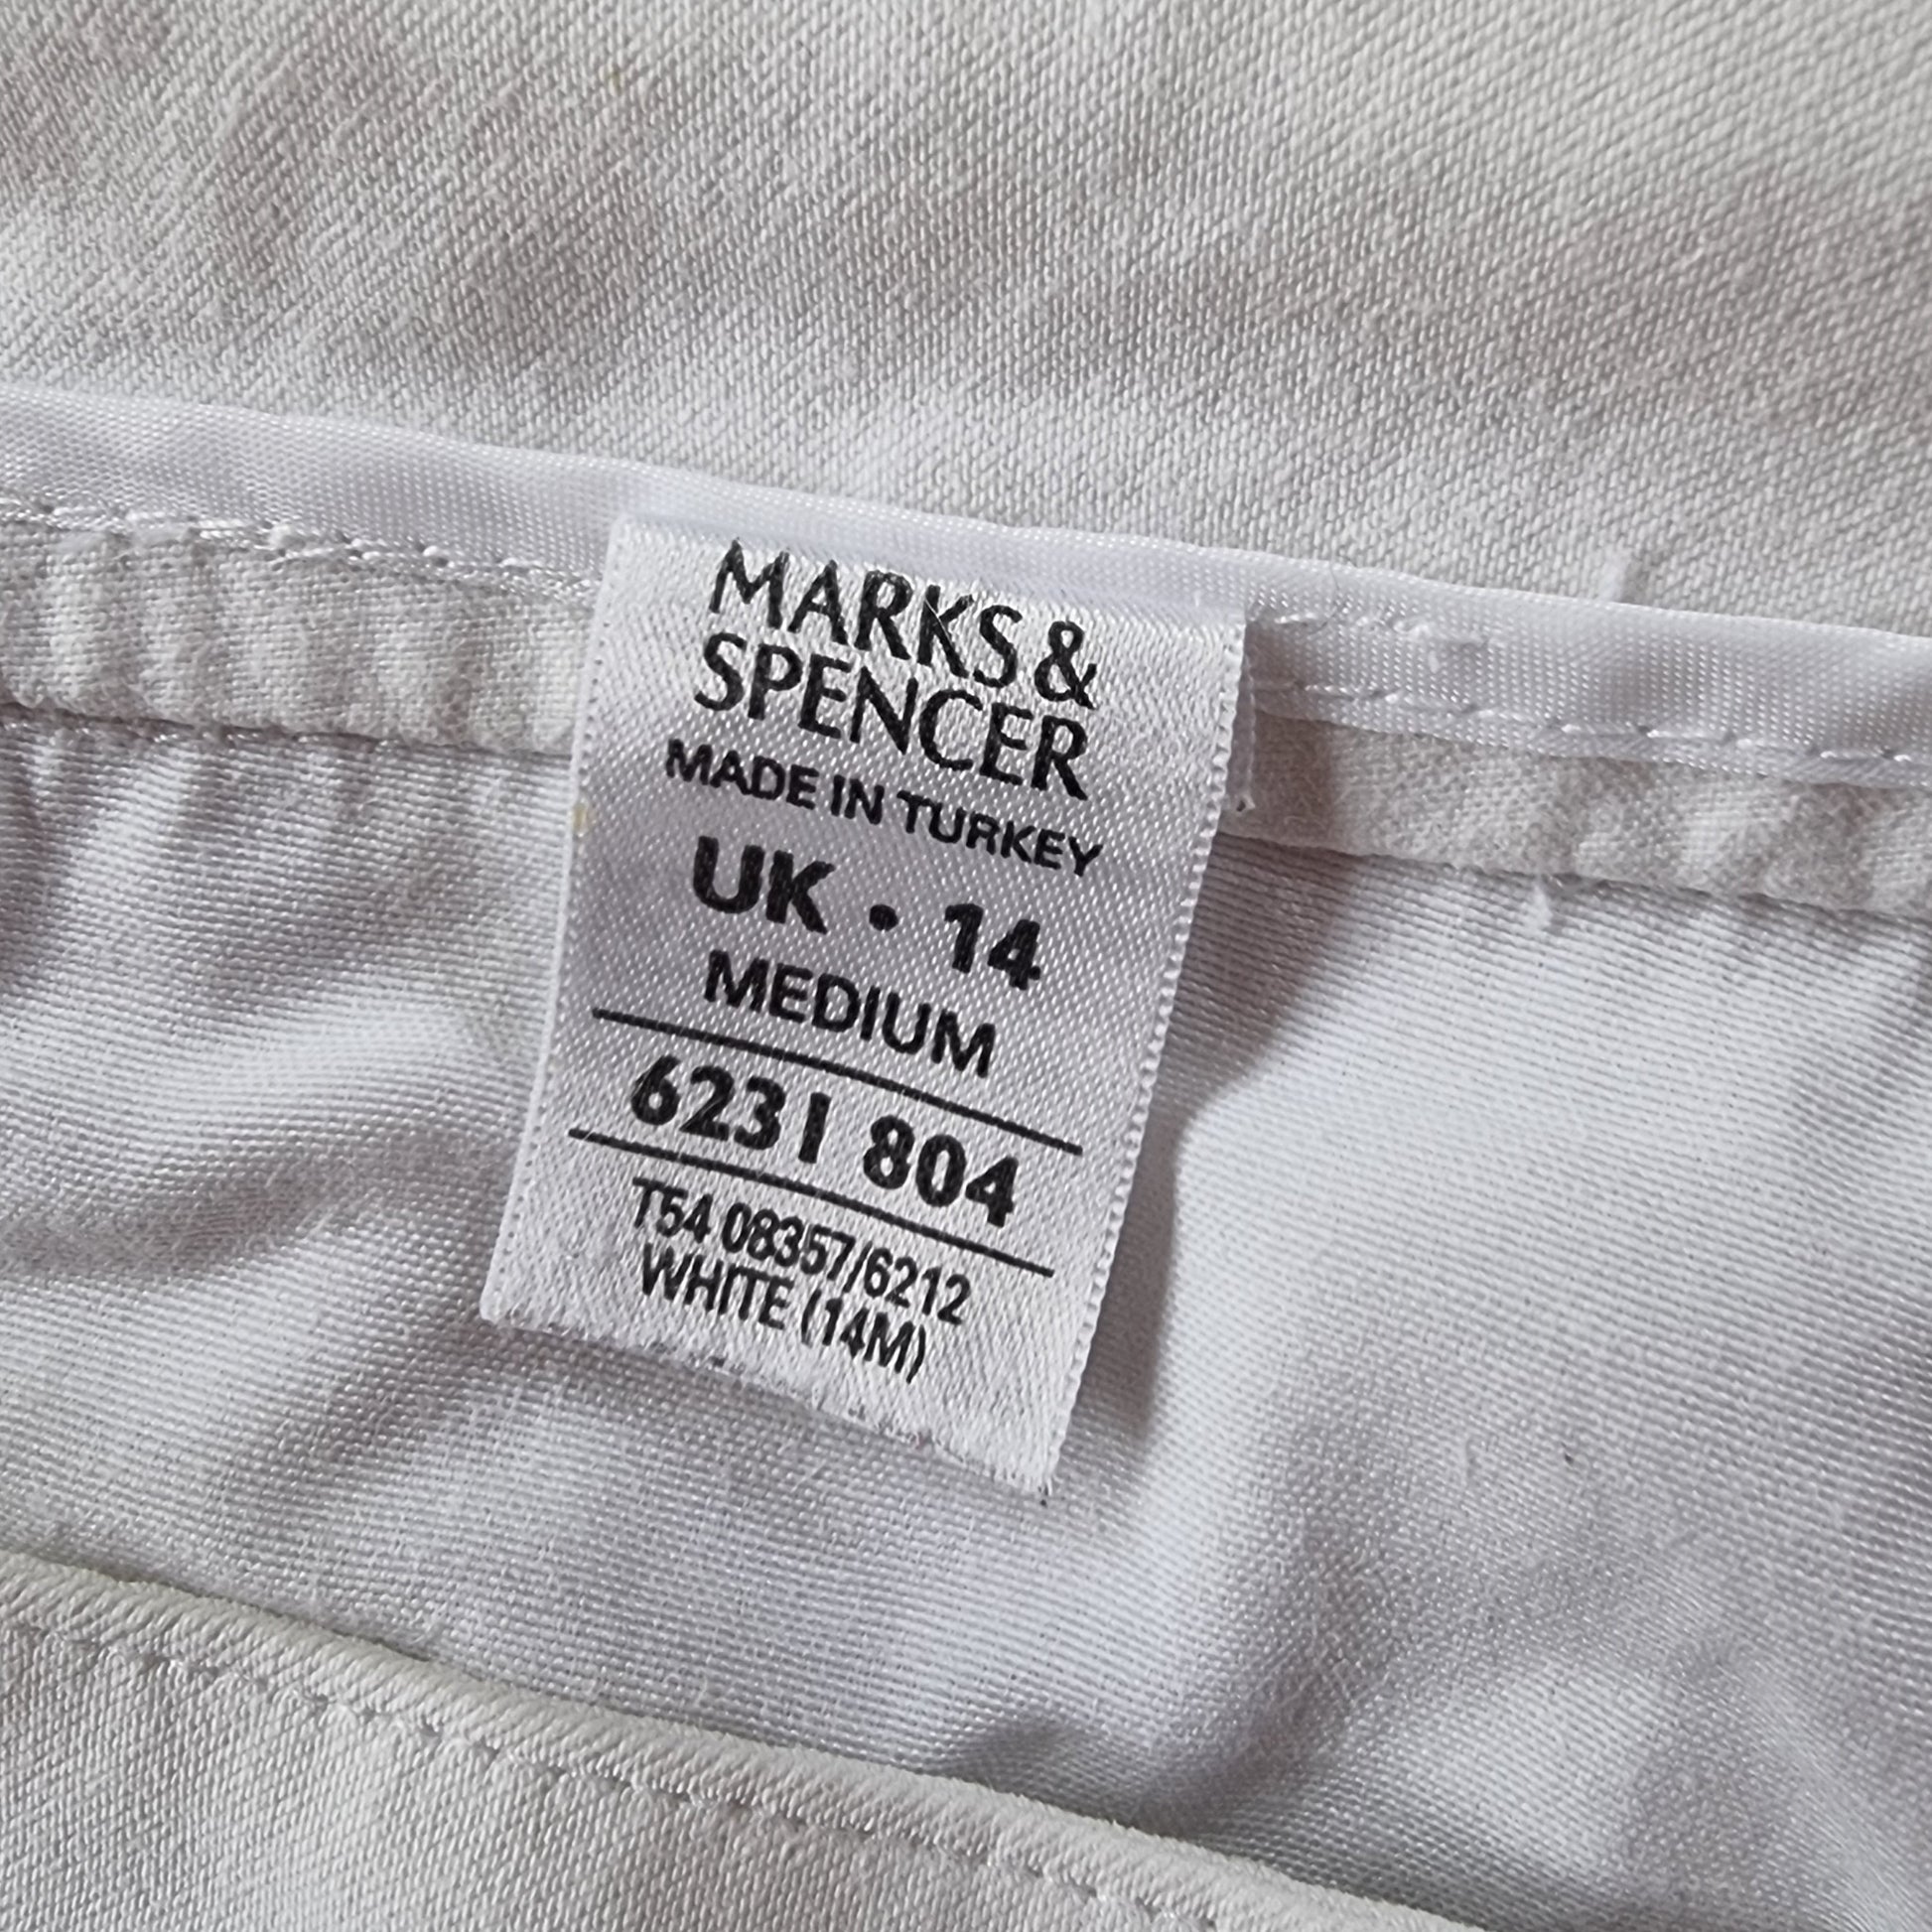 MARKS &
SPENCER
MADE IN TURKEY
UK • 14
MEDIUM
6231 804
T54 08357/6212
WHITE (14M)